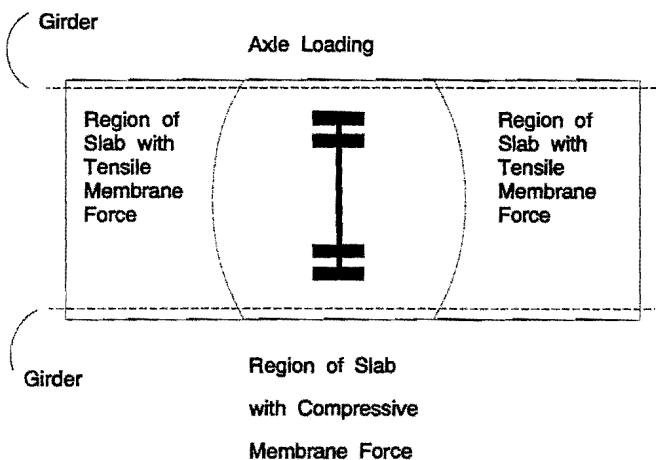 Girder
Axle Loading
Region of
Slab with
Tensile
Membrane
Force
Region of
Slab with
Tensile
Membrane
Force
Girder
Region of Slab
with Compressive
Membrane Force